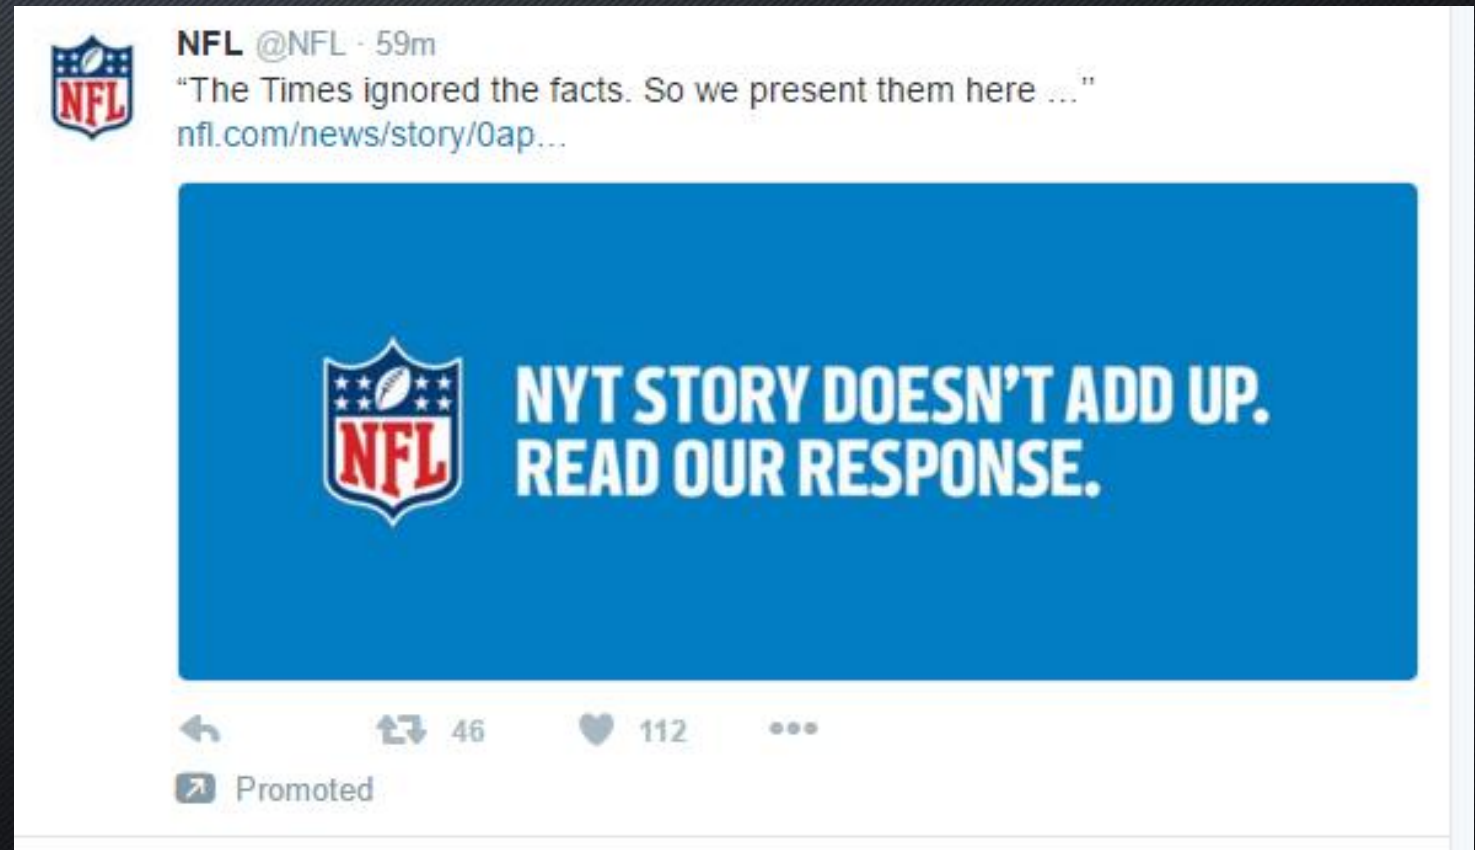 NFL
NFL @NFL · 59m
“The Times ignored the facts. So we present them here ...”
nfl.com/news/story/0ap...
NFL
NYT STORY DOESN'T ADD UP.
READ OUR RESPONSE.
46 112
Promoted